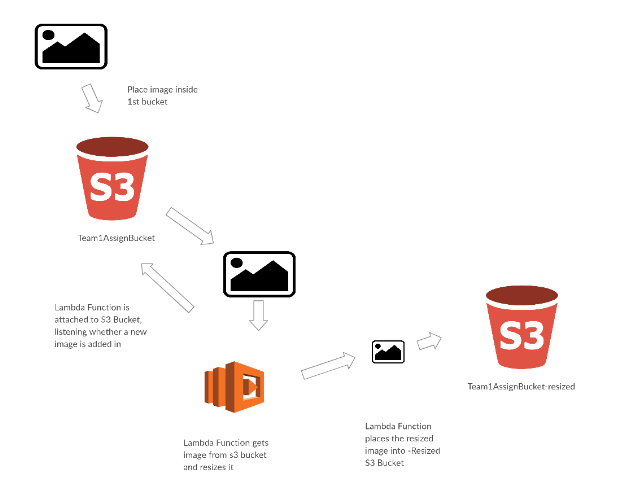 Place image inside
1st bucket
S3
Team1AssignBucket
Lambda Function is
attached to S3 Bucket,
listening whether a new
image is added in
Lambda Function gets
image from s3 bucket
and resizes it
Lambda Function
places the resized
image into -Resized
S3 Bucket
S3
Team1AssignBucket-resized